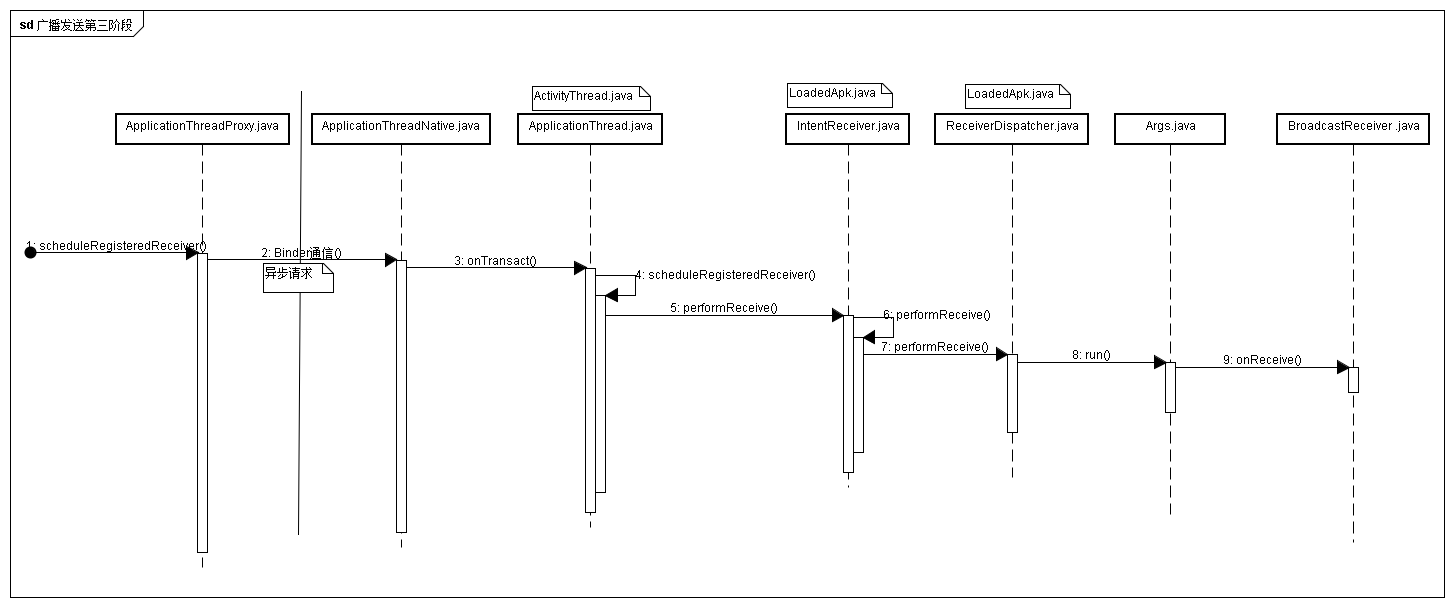 sd 广播发送第三阶段
ActivityThread.java
LoadedApk.java
LoadedApk.java
ApplicationThreadProxy.java
ApplicationThreadNative.java
ApplicationThread.java
IntentReceiver.java
ReceiverDispatcher.java
Args.java
BroadcastReceiver .java
1: scheduleRegisteredReceiver()
2: Binder通信()
异步请求
3: onTransact()
4: scheduleRegisteredReceiver()
5: performReceive()
6: performReceive()
7: performReceive()
8: run()
9: onReceive()